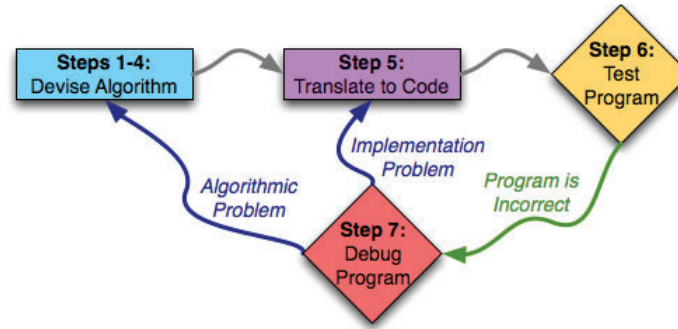 Steps 1-4:
Devise Algorithm
Step 5:
Translate to Code
Step 6:
Test
Program
Algorithmic
Problem
Implementation
Problem
Program is
Incorrect
Step 7:
Debug
Program